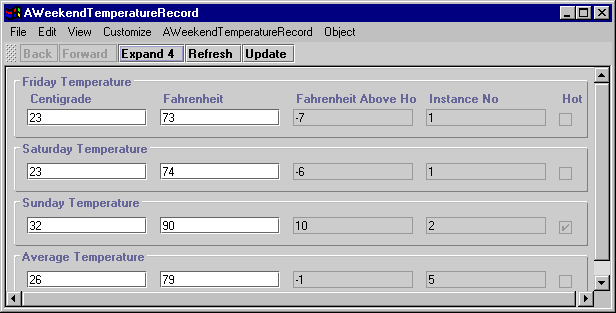 AWeekendTemperatureRecord
File Edit View Customize AWeekendTemperatureRecord Object
Back Forward Expand 4 Refresh Update
Friday Temperature
Centigrade Fahrenheit Fahrenheit Above Ho Instance No Hot
23 73 -7 1
Saturday Temperature
23 74 -6 1
Sunday Temperature
32 90 10 2
Average Temperature
26 79 -1 5